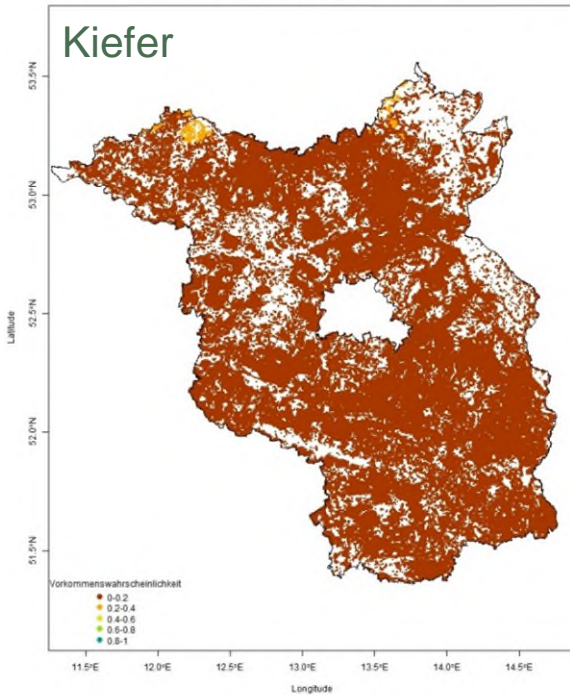 Kiefer
53.5°N
53.0°N
52.5°N
52.0°N
51.5°N
Latitude
Vorkommenswahrscheinlichkeit
0-0.2
0.2-0.4
0.4-0.6
0.6-0.8
0.8-1
11.5°E 12.0°E 12.5°E 13.0°E 13.5°E 14.0°E 14.5°E
Longitude